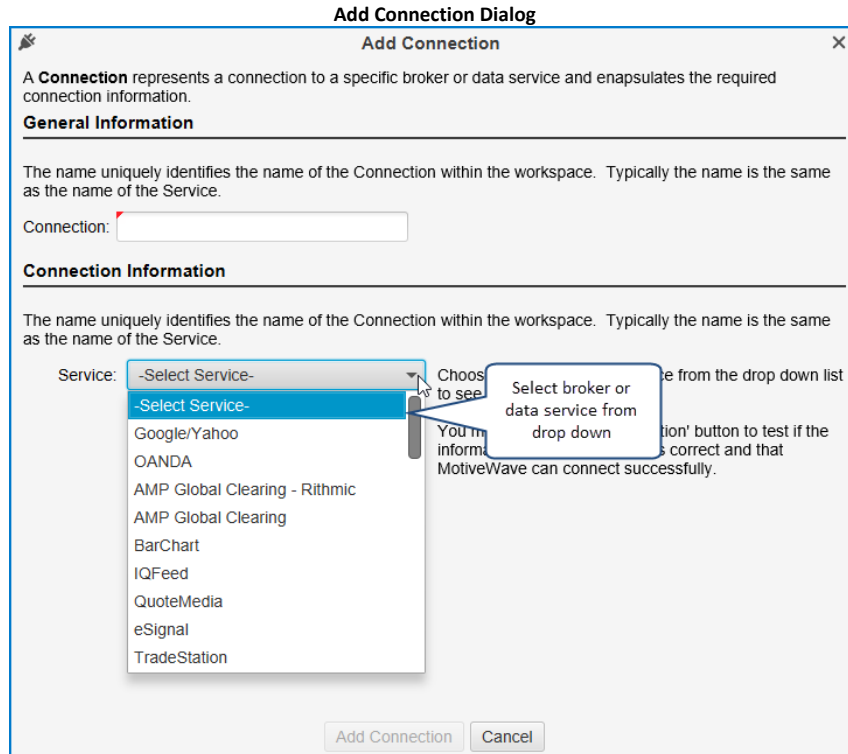 Add Connection Dialog
Add Connection
A Connection represents a connection to a specific broker or data service and enapsulates the required
connection information.
General Information
The name uniquely identifies the name of the Connection within the workspace. Typically the name is the same
as the name of the Service.
Connection:
Connection Information
The name uniquely identifies the name of the Connection within the workspace. Typically the name is the same
as the name of the Service.
Service: -Select Service-
Choos
e from the drop down list
to see
You m
tion' button to test if the
informa
s correct and that
MotiveWave can connect successfully.
Select broker or
data service from
drop down
-Select Service-
Google/Yahoo
OANDA
AMP Global Clearing - Rithmic
AMP Global Clearing
BarChart
IQFeed
QuoteMedia
eSignal
TradeStation
Add Connection Cancel